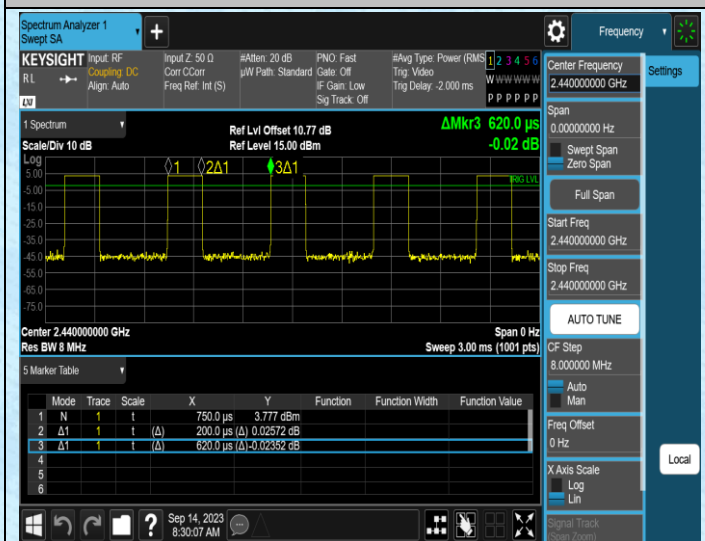 Spectrum Analyzer 1
Swept SA
Frequency
KEYSIGHT
RL
LXI
Input: RF
Coupling: DC
Align: Auto
Input Z: 50 Ω
Corr CCorr
Freq Ref: Int (S)
#Atten: 20 dB
µW Path: Standard
PNO: Fast
Gate: Off
IF Gain: Low
Sig Track: Off
#Avg Type: Power (RMS
Trig: Video
Trig Delay: -2.000 ms
1 2 3 4 5 6
W W W W W W
P P P P P P
1 Spectrum
Scale/Div 10 dB
Ref Lvl Offset 10.77 dB
Ref Level 15.00 dBm
ΔMkr3 620.0 µs
-0.02 dB
Log
5.00
-5.00
-15.0
-25.0
-35.0
-45.0
-55.0
-65.0
-75.0
1
2Δ1
3Δ1
TRIG LVL
Center 2.440000000 GHz
Res BW 8 MHz
Span 0 Hz
Sweep 3.00 ms (1001 pts)
5 Marker Table
Mode Trace Scale X Y Function Function Width Function Value
1 N 1 t 750.0 µs 3.777 dBm
2 Δ1 1 t (Δ) 200.0 µs (Δ) 0.02572 dB
3 Δ1 1 t (Δ) 620.0 µs (Δ) -0.02352 dB
4
5
6
Sep 14, 2023
8:30:07 AM
Center Frequency
2.440000000 GHz
Span
0.00000000 Hz
Swept Span
Zero Span
Full Span
Start Freq
2.440000000 GHz
Stop Freq
2.440000000 GHz
AUTO TUNE
CF Step
8.000000 MHz
Auto
Man
Freq Offset
0 Hz
X Axis Scale
Log
Lin
Signal Track
(Span Zoom)
Settings
Local